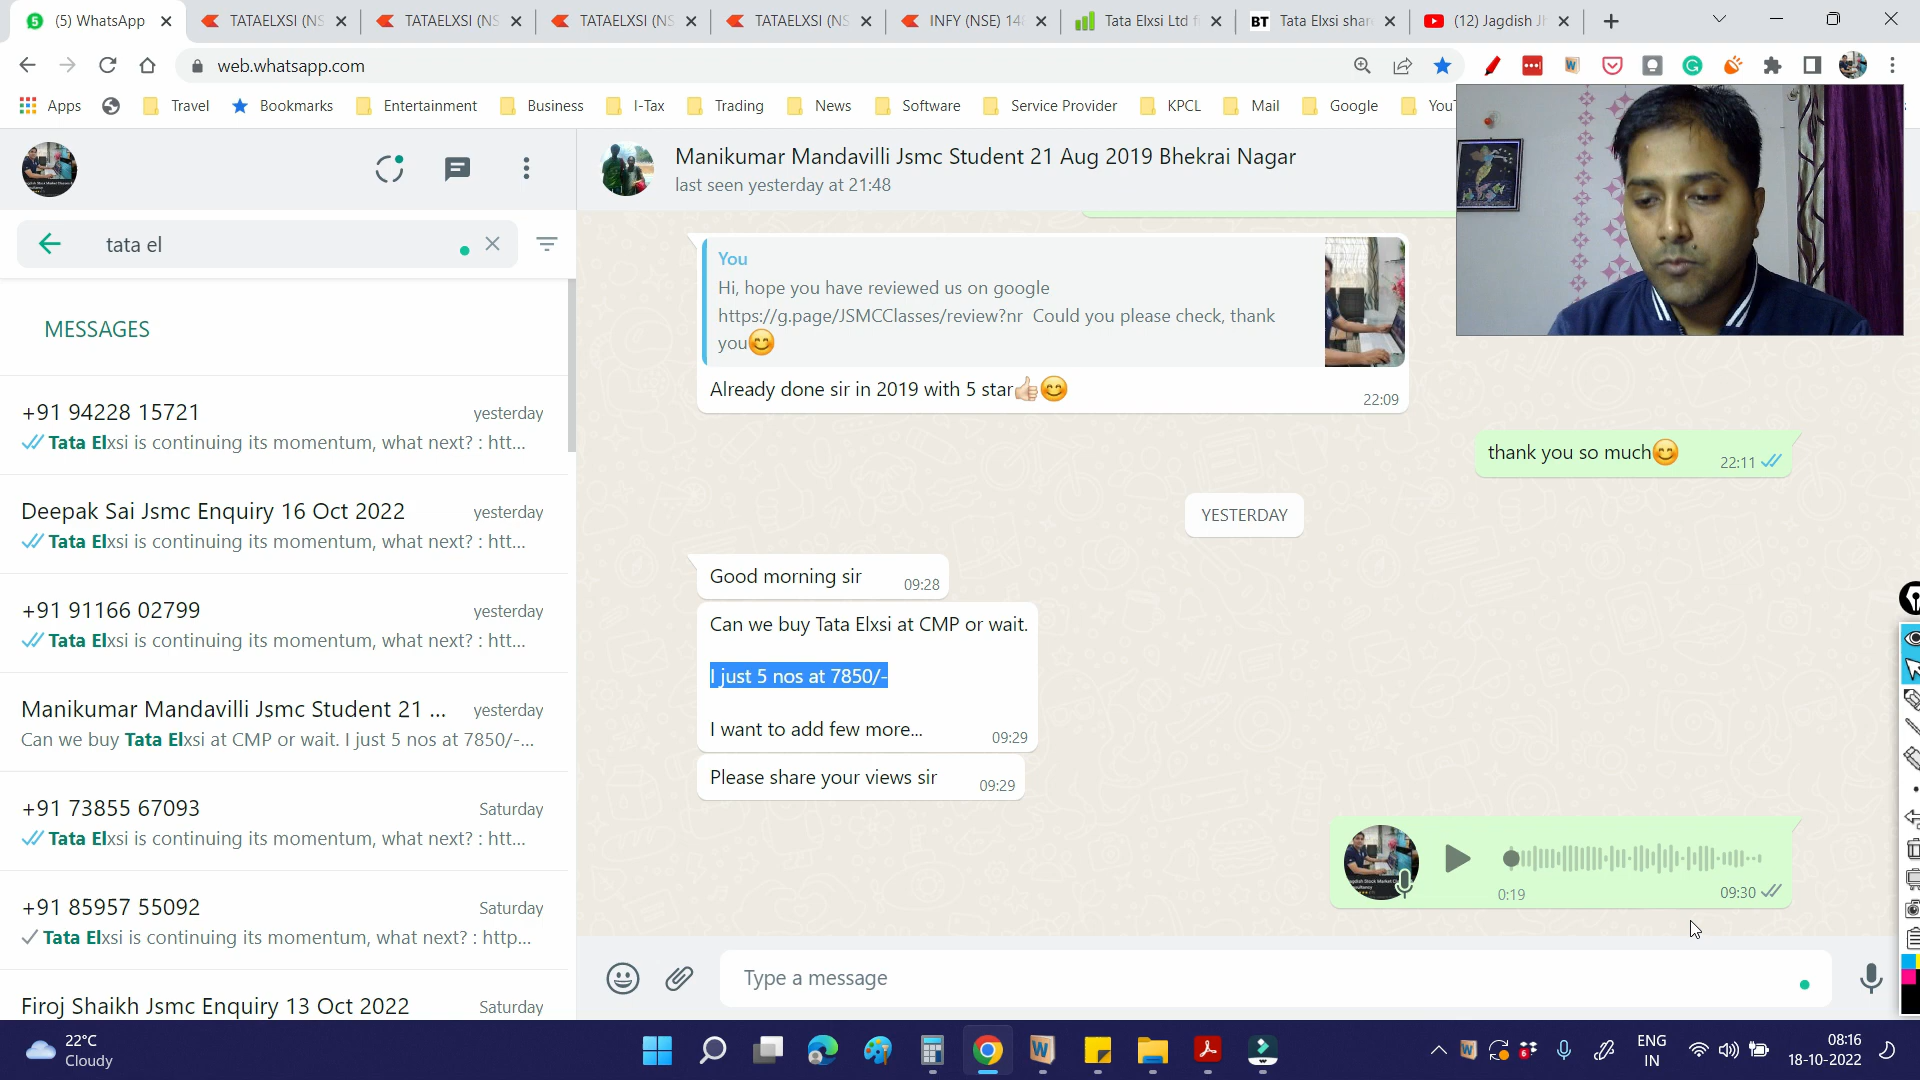 (5) WhatsApp
TATAELXSI (NS
TATAELXSI (NS
TATAELXSI (NS
TATAELXSI (NS
INFY (NSE) 148
Tata Elxsi Ltd fi
BT Tata Elxsi shar
(12) Jagdish Jh
web.whatsapp.com
Apps
Travel
Bookmarks
Entertainment
Business
I-Tax
Trading
News
Software
Service Provider
KPCL
Mail
Google
You
tata el
MESSAGES
+91 94228 15721
yesterday
Tata Elxsi is continuing its momentum, what next? : htt...
Deepak Sai Jsmc Enquiry 16 Oct 2022
yesterday
Tata Elxsi is continuing its momentum, what next? : htt...
+91 91166 02799
yesterday
Tata Elxsi is continuing its momentum, what next? : htt...
Manikumar Mandavilli Jsmc Student 21 ...
yesterday
Can we buy Tata Elxsi at CMP or wait. I just 5 nos at 7850/-...
+91 73855 67093
Saturday
Tata Elxsi is continuing its momentum, what next? : htt...
+91 85957 55092
Saturday
Tata Elxsi is continuing its momentum, what next? : http...
Firoj Shaikh Jsmc Enquiry 13 Oct 2022
Saturday
Manikumar Mandavilli Jsmc Student 21 Aug 2019 Bhekrai Nagar
last seen yesterday at 21:48
You
Hi, hope you have reviewed us on google
https://g.page/JSMCClasses/review?nr Could you please check, thank
you😊
Already done sir in 2019 with 5 star👍🏻😊
22:09
thank you so much😊
22:11
YESTERDAY
Good morning sir
09:28
Can we buy Tata Elxsi at CMP or wait.
I just 5 nos at 7850/-
I want to add few more...
09:29
Please share your views sir
09:29
0:19
09:30
Type a message
22°C
Cloudy
ENG
IN
08:16
18-10-2022